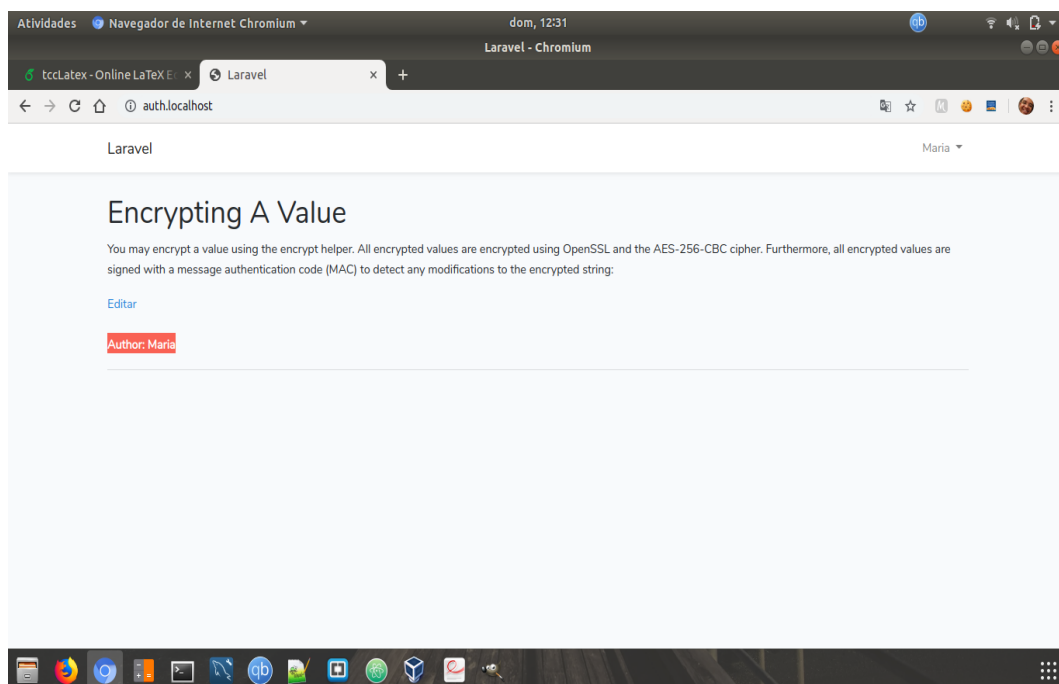 Atividades Navegador de Internet Chromium dom, 12:31 qb
Laravel - Chromium
tccLatex - Online LaTeX Ec Laravel
auth.localhost
Laravel Maria
Encrypting A Value
You may encrypt a value using the encrypt helper. All encrypted values are encrypted using OpenSSL and the AES-256-CBC cipher. Furthermore, all encrypted values are
signed with a message authentication code (MAC) to detect any modifications to the encrypted string:
Editar
Author: Maria
qb